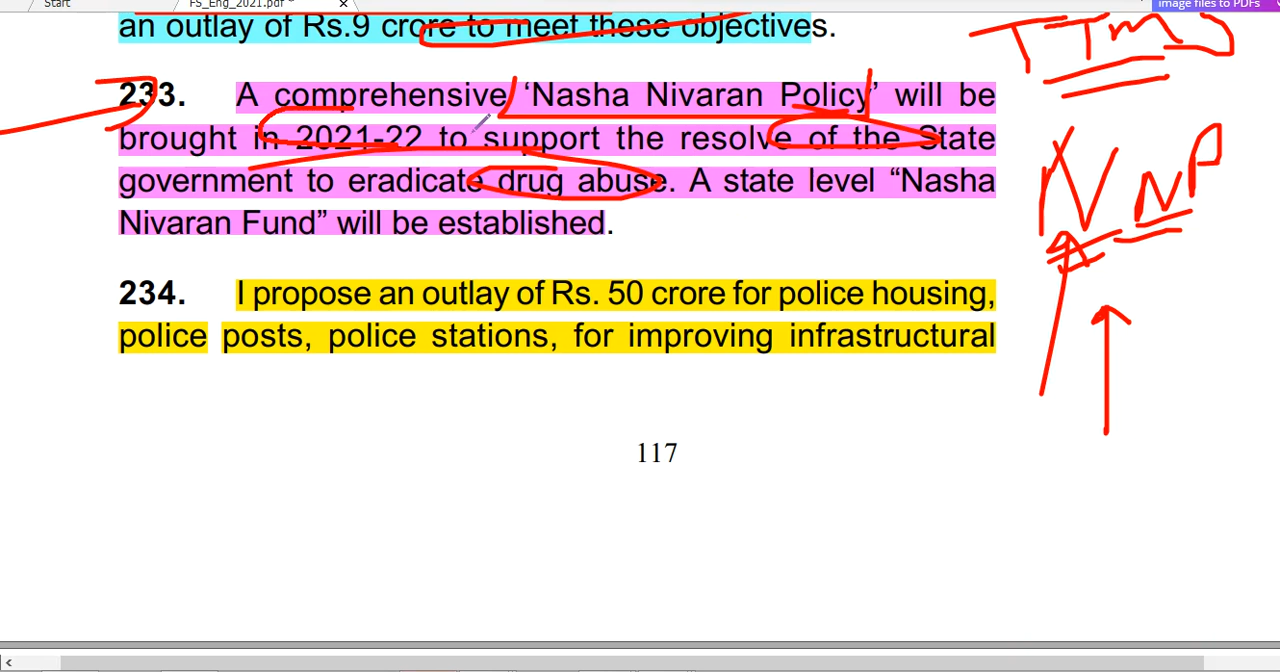 Start
FS_Eng_2021.pdf *
image files to PDFs
an outlay of Rs.9 crore to meet these objectives.
TTMS
233. A comprehensive ‘Nasha Nivaran Policy’ will be
brought in 2021-22 to support the resolve of the State
government to eradicate drug abuse. A state level “Nasha
Nivaran Fund” will be established.
NNP
234. I propose an outlay of Rs. 50 crore for police housing,
police posts, police stations, for improving infrastructural
117